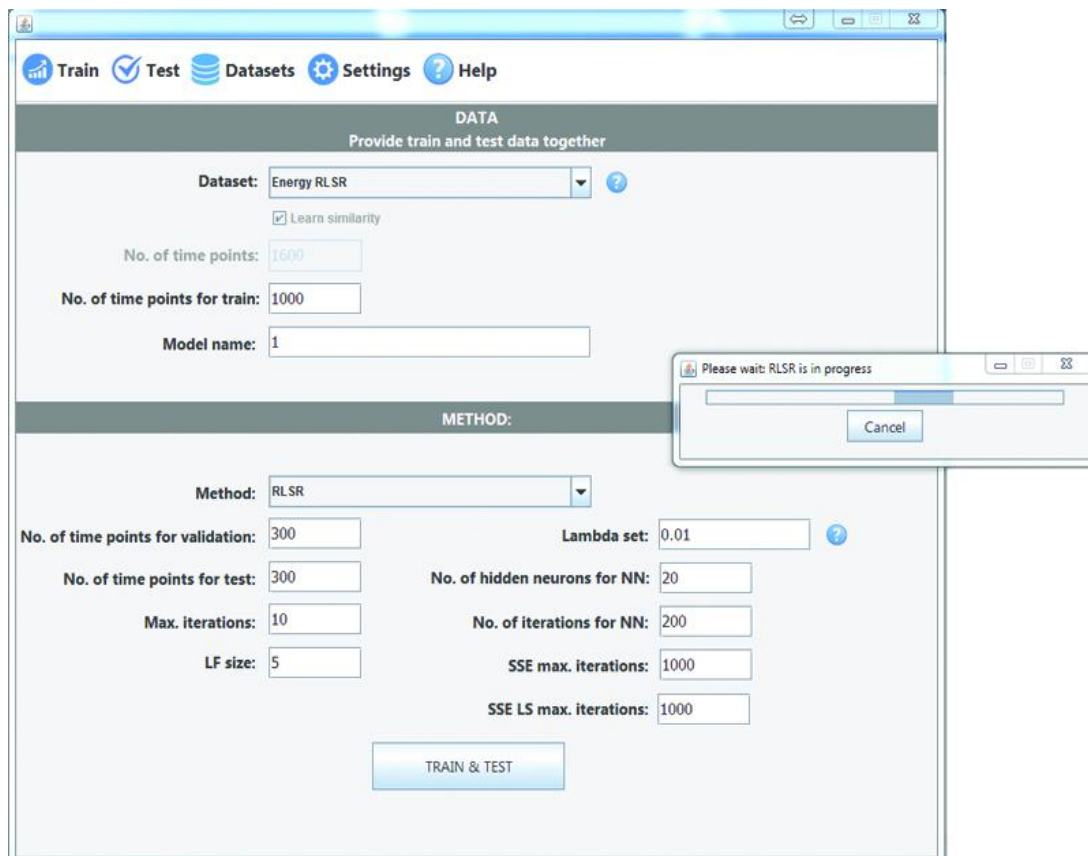 Train Test Datasets Settings ? Help
DATA
Provide train and test data together
Dataset: Energy RLSR ?
Learn similarity
No. of time points: 1600
No. of time points for train: 1000
Model name: 1
Please wait: RLSR is in progress
Cancel
METHOD:
Method: RLSR
No. of time points for validation: 300 Lambda set: 0.01 ?
No. of time points for test: 300 No. of hidden neurons for NN: 20
Max. iterations: 10 No. of iterations for NN: 200
LF size: 5 SSE max. iterations: 1000
SSE LS max. iterations: 1000
TRAIN & TEST